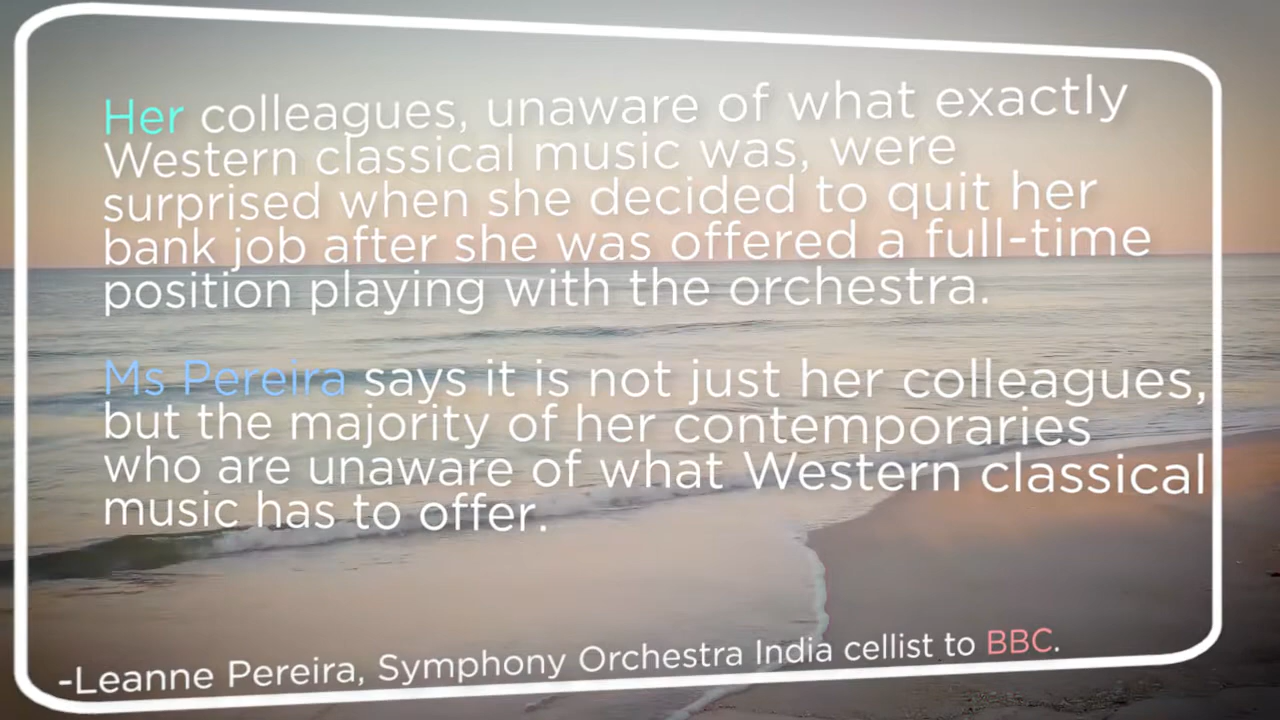 Her colleagues, unaware of what exactly
Western classical music was, were
surprised when she decided to quit her
bank job after she was offered a full-time
position playing with the orchestra.
Ms Pereira says it is not just her colleagues,
but the majority of her contemporaries
who are unaware of what Western classical
music has to offer.
-Leanne Pereira, Symphony Orchestra India cellist to BBC.